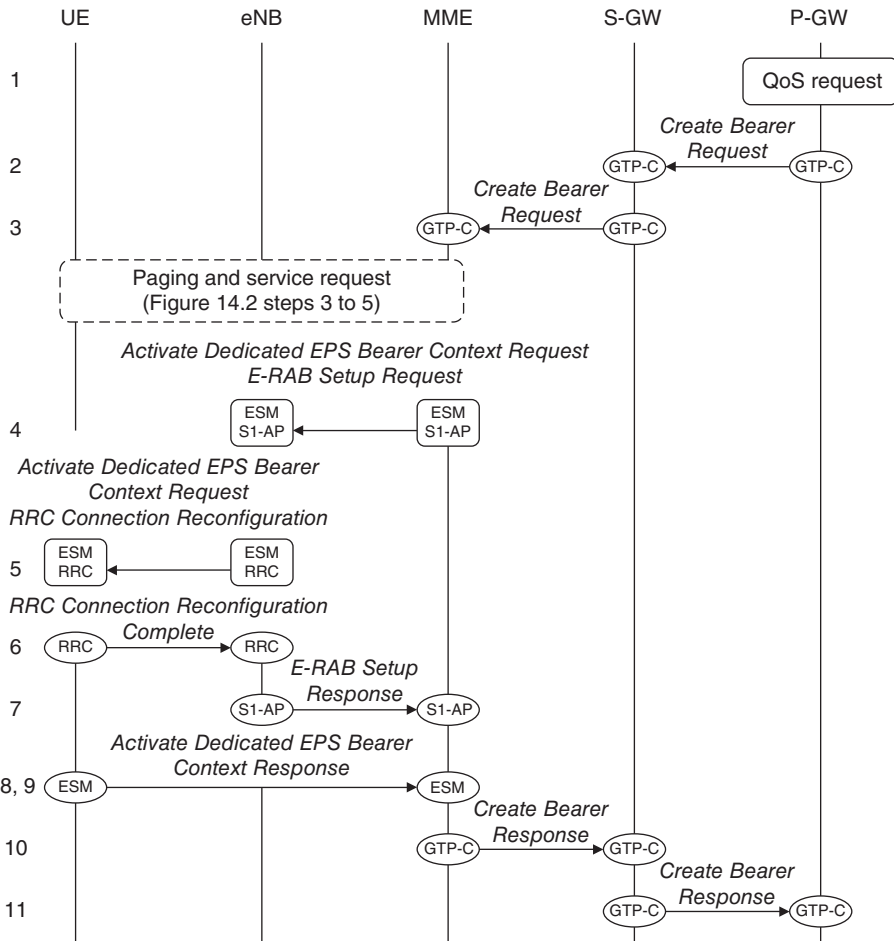 UE eNB MME S-GW P-GW
1
QoS request
Create Bearer
Request
2
GTP-C GTP-C
Create Bearer
Request
3
GTP-C GTP-C
Paging and service request
(Figure 14.2 steps 3 to 5)
Activate Dedicated EPS Bearer Context Request
E-RAB Setup Request
4
ESM ESM
S1-AP S1-AP
Activate Dedicated EPS Bearer
Context Request
RRC Connection Reconfiguration
5
ESM ESM
RRC RRC
RRC Connection Reconfiguration
Complete
6
RRC RRC
E-RAB Setup
Response
7
S1-AP S1-AP
Activate Dedicated EPS Bearer
Context Response
8, 9
ESM ESM
Create Bearer
Response
10
GTP-C GTP-C
Create Bearer
Response
11
GTP-C GTP-C